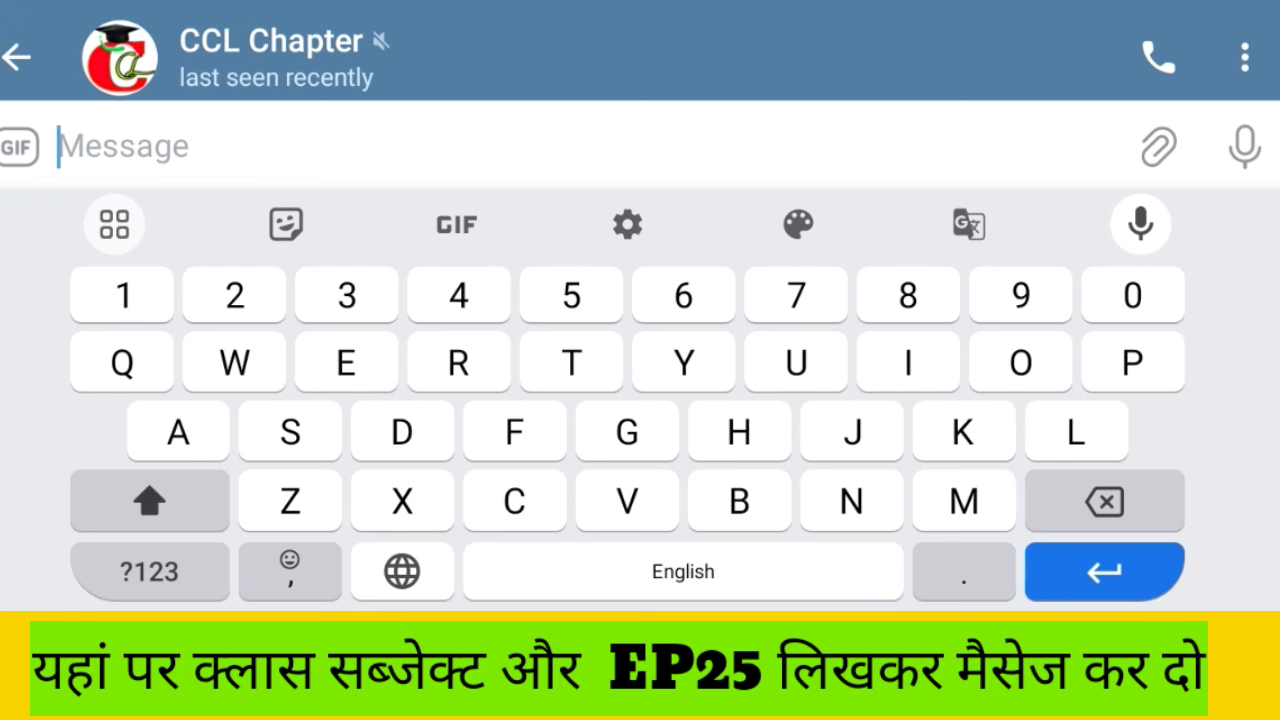 CCL Chapter
last seen recently
GIF Message
GIF
1 2 3 4 5 6 7 8 9 0
Q W E R T Y U I O P
A S D F G H J K L
Z X C V B N M
?123 , English .
यहां पर क्लास सब्जेक्ट और EP25 लिखकर मैसेज कर दो